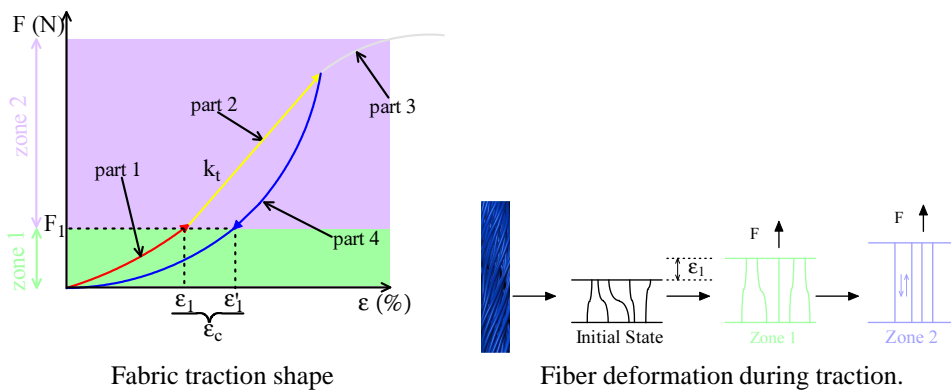 F (N)
zone 2
part 2
part 3
part 1
k_t
F_1
part 4
zone 1
ε_1
ε'_1
ε (%)
ε_c
Fabric traction shape
F
F
ε_1
Initial State
Zone 1
Zone 2
Fiber deformation during traction.